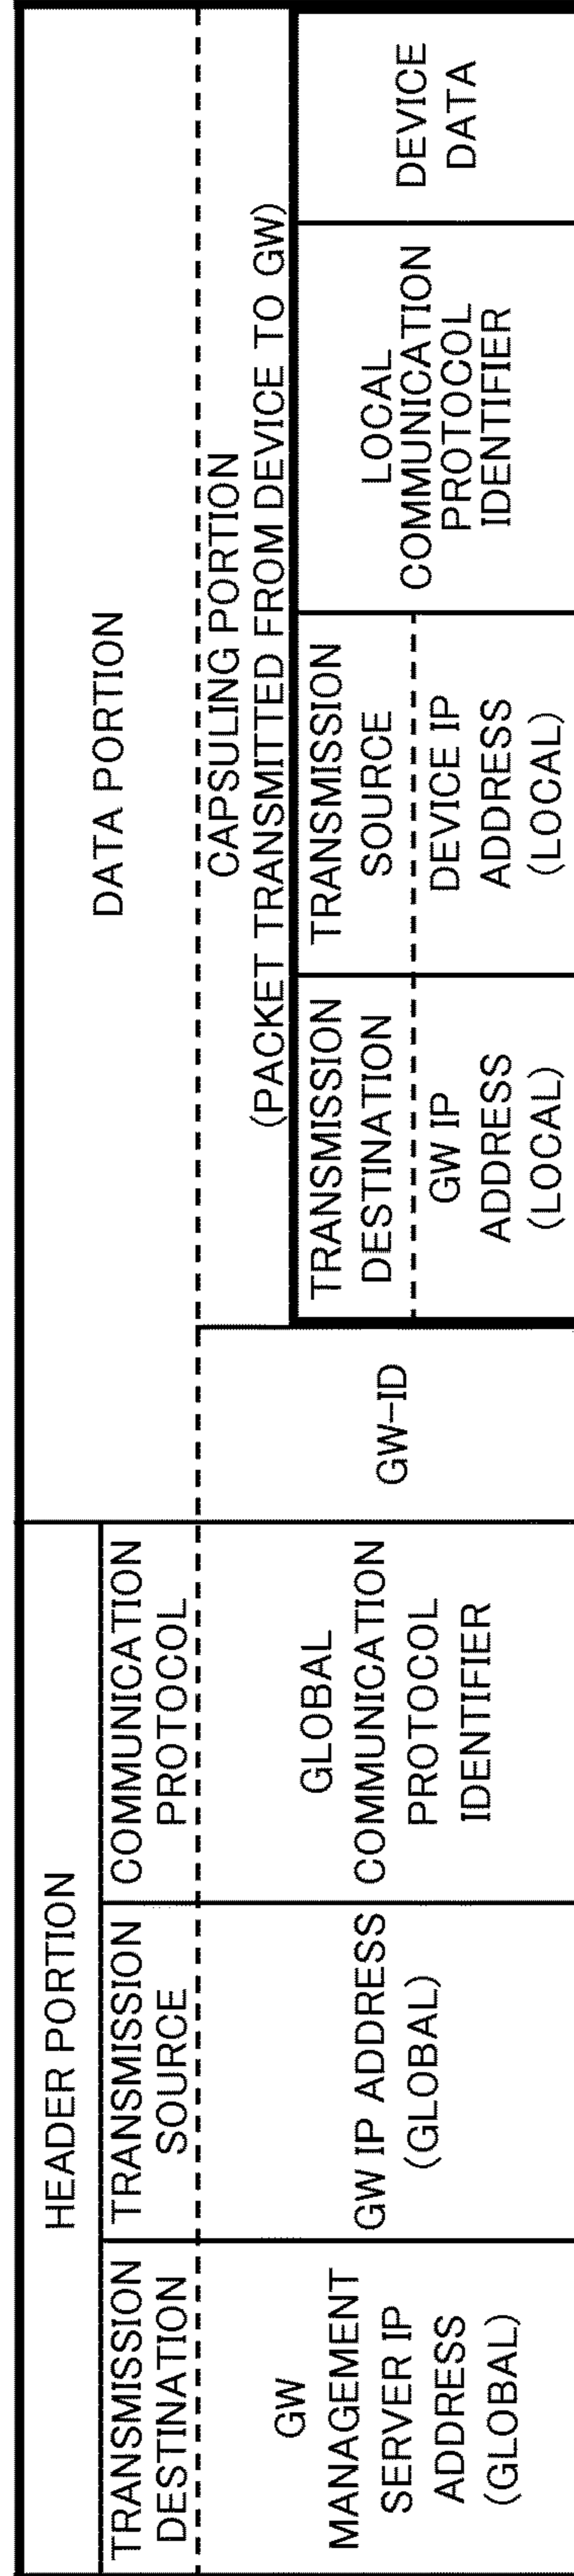 HEADER PORTION
TRANSMISSION
DESTINATION
GW
MANAGEMENT
SERVER IP
ADDRESS
(GLOBAL)
TRANSMISSION
SOURCE
GW IP ADDRESS
(GLOBAL)
COMMUNICATION
PROTOCOL
GLOBAL
COMMUNICATION
PROTOCOL
IDENTIFIER
DATA PORTION
GW-ID
CAPSULING PORTION
(PACKET TRANSMITTED FROM DEVICE TO GW)
TRANSMISSION
DESTINATION
GW IP
ADDRESS
(LOCAL)
TRANSMISSION
SOURCE
DEVICE IP
ADDRESS
(LOCAL)
LOCAL
COMMUNICATION
PROTOCOL
IDENTIFIER
DEVICE
DATA